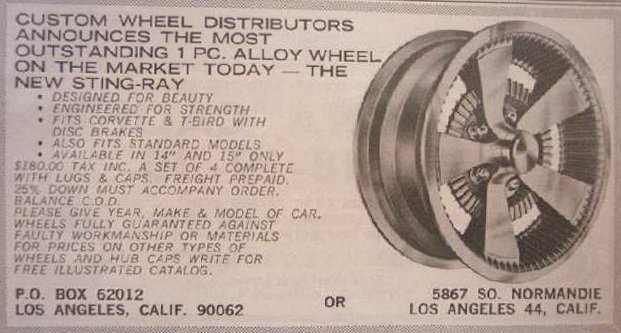 CUSTOM WHEEL DISTRIBUTORS
ANNOUNCES THE MOST
OUTSTANDING 1 PC. ALLOY WHEEL
ON THE MARKET TODAY — THE
NEW STING-RAY
• DESIGNED FOR BEAUTY
• ENGINEERED FOR STRENGTH
• FITS CORVETTE & T-BIRD WITH
DISC BRAKES
• ALSO FITS STANDARD MODELS
• AVAILABLE IN 14" AND 15" ONLY
$180.00 TAX INC. A SET OF 4 COMPLETE
WITH LUGS & CAPS. FREIGHT PREPAID.
25% DOWN MUST ACCOMPANY ORDER.
BALANCE C.O.D.
PLEASE GIVE YEAR, MAKE & MODEL OF CAR.
WHEELS FULLY GUARANTEED AGAINST
FAULTY WORKMANSHIP OR MATERIALS
FOR PRICES ON OTHER TYPES OF
WHEELS AND HUB CAPS WRITE FOR
FREE ILLUSTRATED CATALOG.
P.O. BOX 62012
LOS ANGELES, CALIF. 90062
OR
5867 SO. NORMANDIE
LOS ANGELES 44, CALIF.